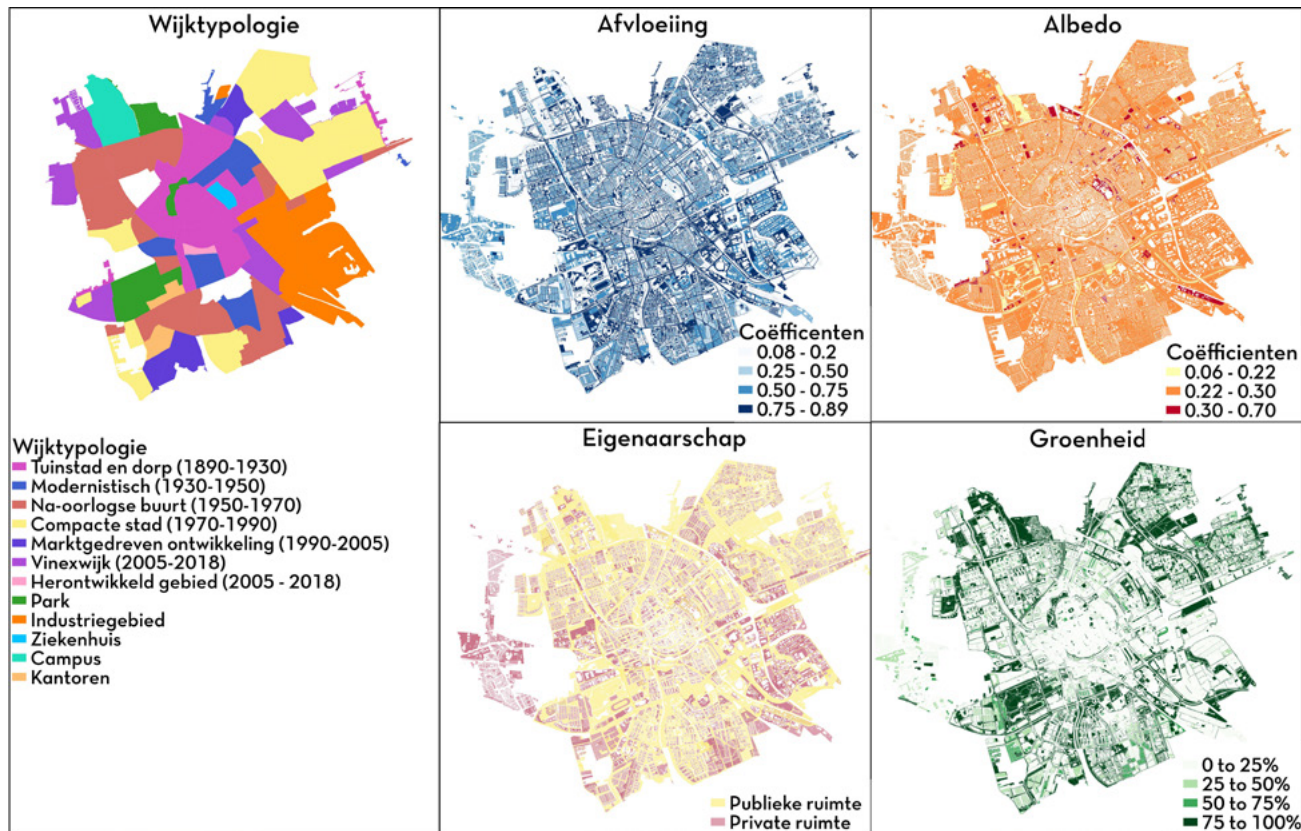 Wijktypologie
Afvloeiing
Albedo
Coëfficenten
0.08 - 0.2
0.25 - 0.50
0.50 - 0.75
0.75 - 0.89
Coëfficiënten
0.06 - 0.22
0.22 - 0.30
0.30 - 0.70
Wijktypologie
Tuinstad en dorp (1890-1930)
Modernistisch (1930-1950)
Na-oorlogse buurt (1950-1970)
Compacte stad (1970-1990)
Marktgedreven ontwikkeling (1990-2005)
Vinexwijk (2005-2018)
Herontwikkeld gebied (2005 - 2018)
Park
Industriegebied
Ziekenhuis
Campus
Kantoren
Eigenaarschap
Publieke ruimte
Private ruimte
Groenheid
0 to 25%
25 to 50%
50 to 75%
75 to 100%